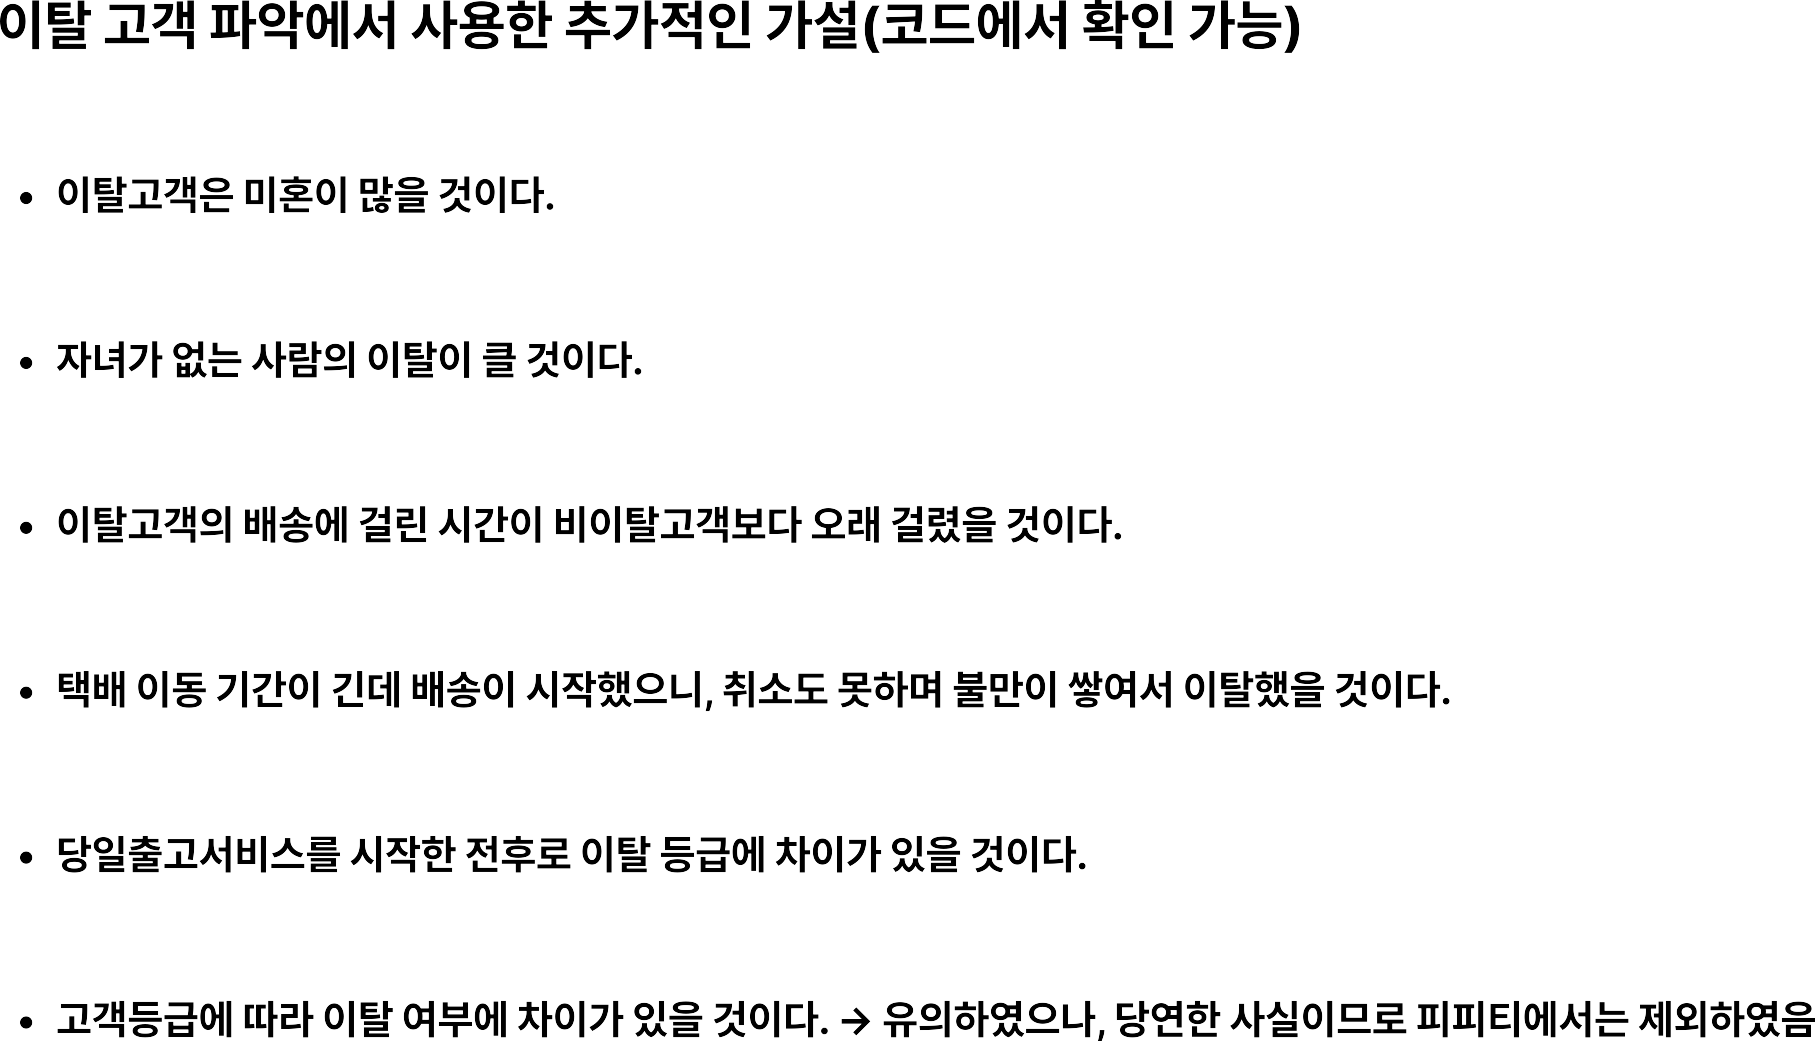 이탈 고객 파악에서 사용한 추가적인 가설(코드에서 확인 가능)
• 이탈고객은 미혼이 많을 것이다.
• 자녀가 없는 사람의 이탈이 클 것이다.
• 이탈고객의 배송에 걸린 시간이 비이탈고객보다 오래 걸렸을 것이다.
• 택배 이동 기간이 긴데 배송이 시작했으니, 취소도 못하며 불만이 쌓여서 이탈했을 것이다.
• 당일출고서비스를 시작한 전후로 이탈 등급에 차이가 있을 것이다.
• 고객등급에 따라 이탈 여부에 차이가 있을 것이다. → 유의하였으나, 당연한 사실이므로 피피티에서는 제외하였음